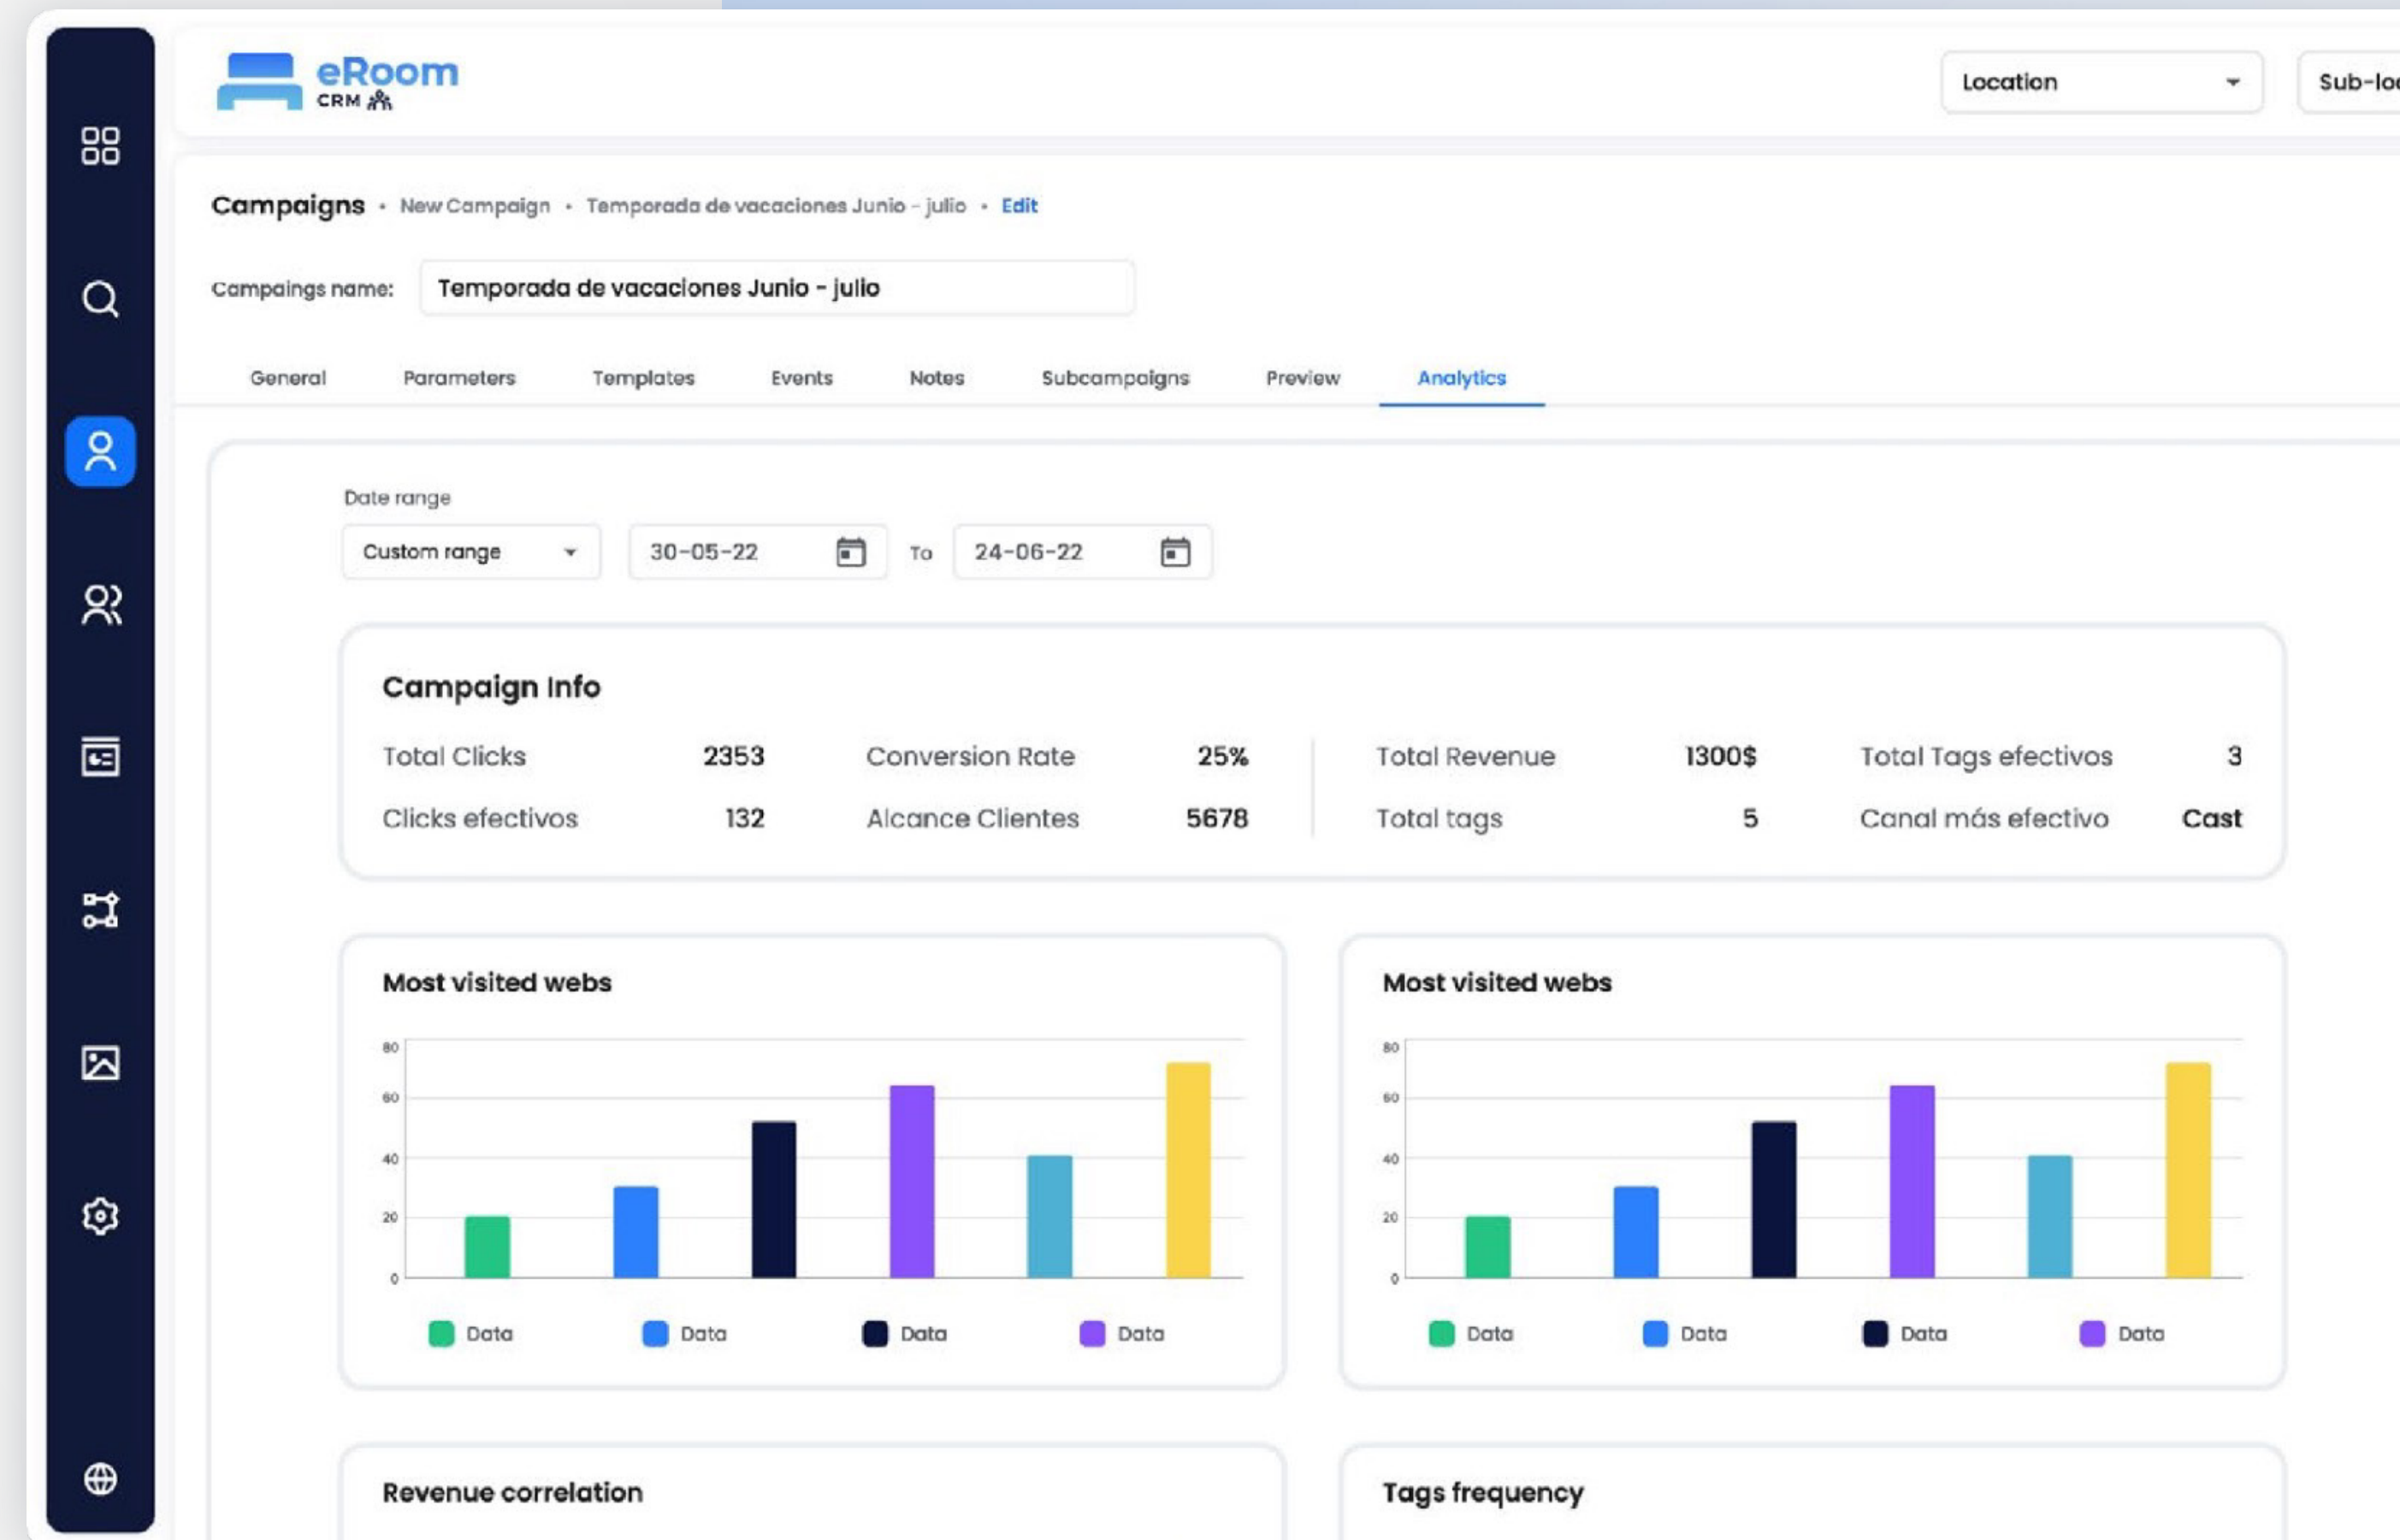 eRoom
CRM
Location
Sub-loc
Campaigns • New Campaign • Temporada de vacaciones Junio - julio • Edit
Campaings name: Temporada de vacaciones Junio - julio
General Parameters Templates Events Notes Subcampaigns Preview Analytics
Date range
Custom range 30-05-22 To 24-06-22
Campaign Info
Total Clicks 2353 Conversion Rate 25% Total Revenue 1300$ Total Tags efectivos 3
Clicks efectivos 132 Alcance Clientes 5678 Total tags 5 Canal más efectivo Cast
Most visited webs
80
60
40
20
0
Data Data Data Data
Most visited webs
80
60
40
20
0
Data Data Data Data
Revenue correlation
Tags frequency